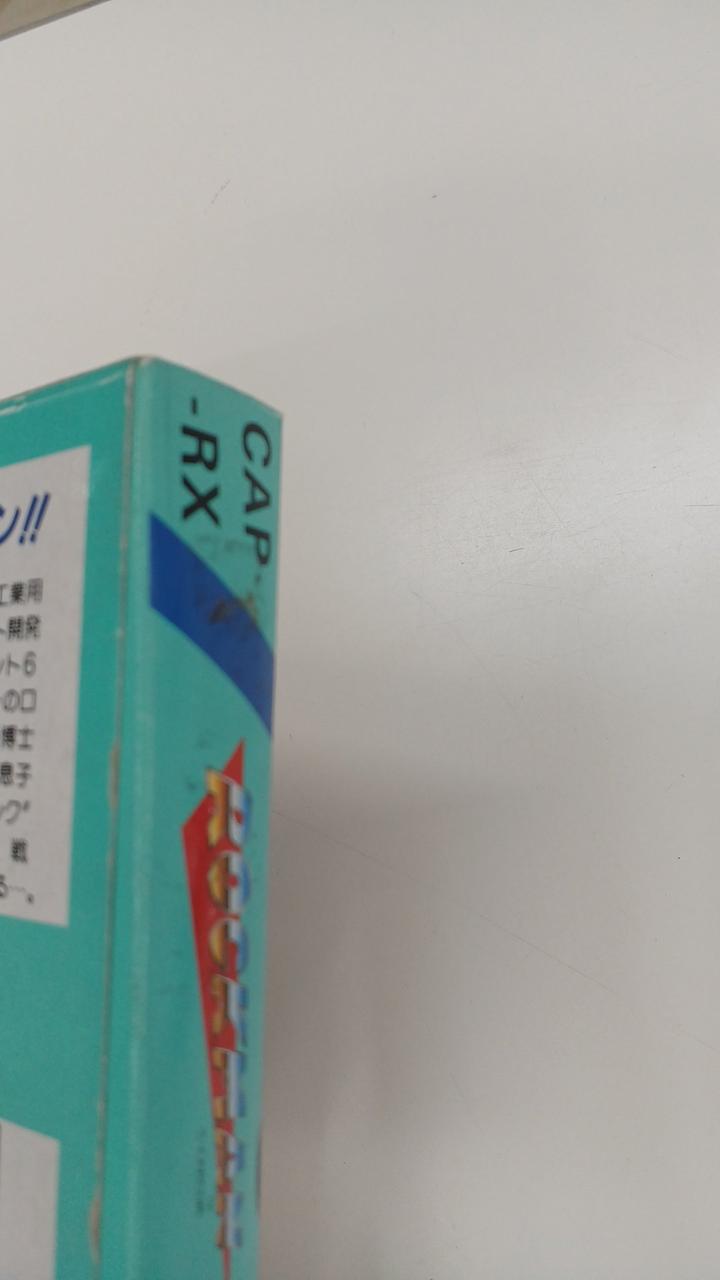 ン!!
工業用
ト開発
ット6
の口
博士
息子
ック"
戦
る…。
CAP-
-RX
ROCKMAN